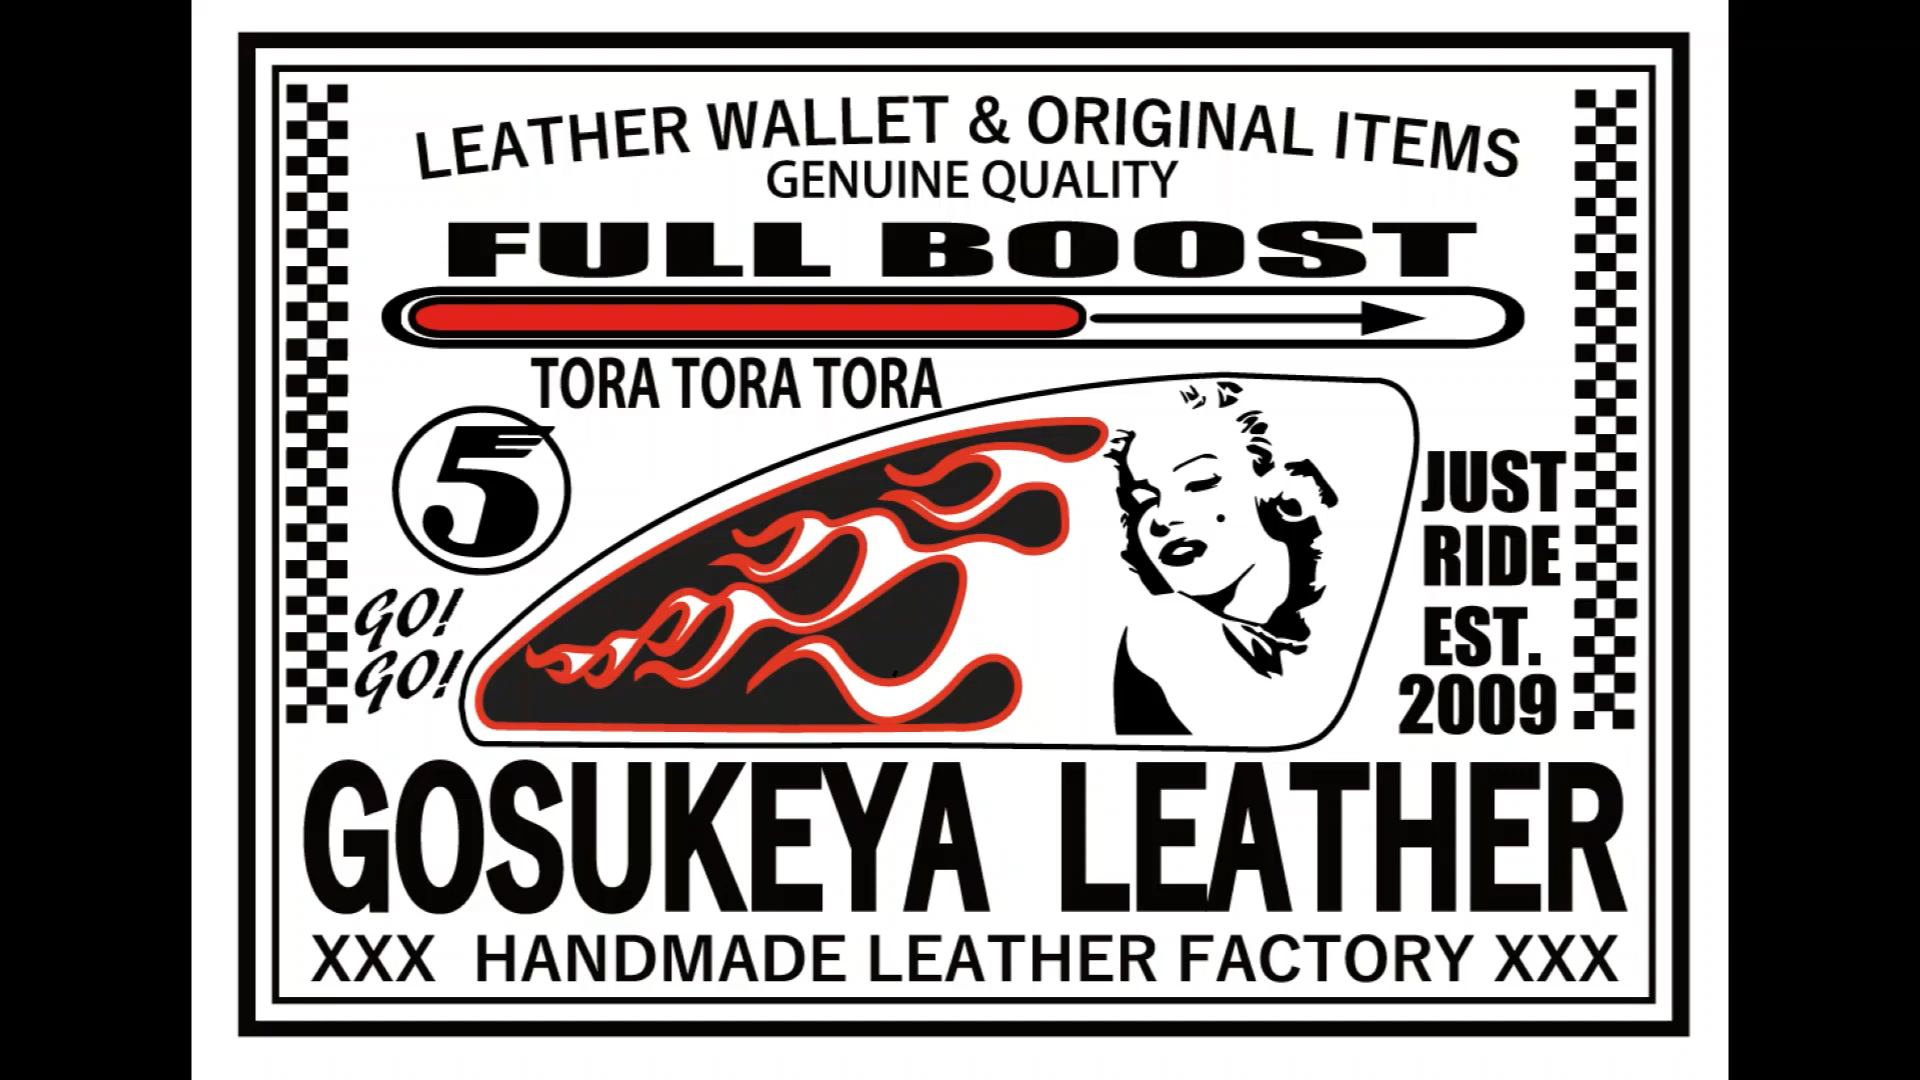 LEATHER WALLET & ORIGINAL ITEMS
GENUINE QUALITY
FULL BOOST
TORA TORA TORA
5
GO!
GO!
JUST
RIDE
EST.
2009
GOSUKEYA LEATHER
XXX HANDMADE LEATHER FACTORY XXX